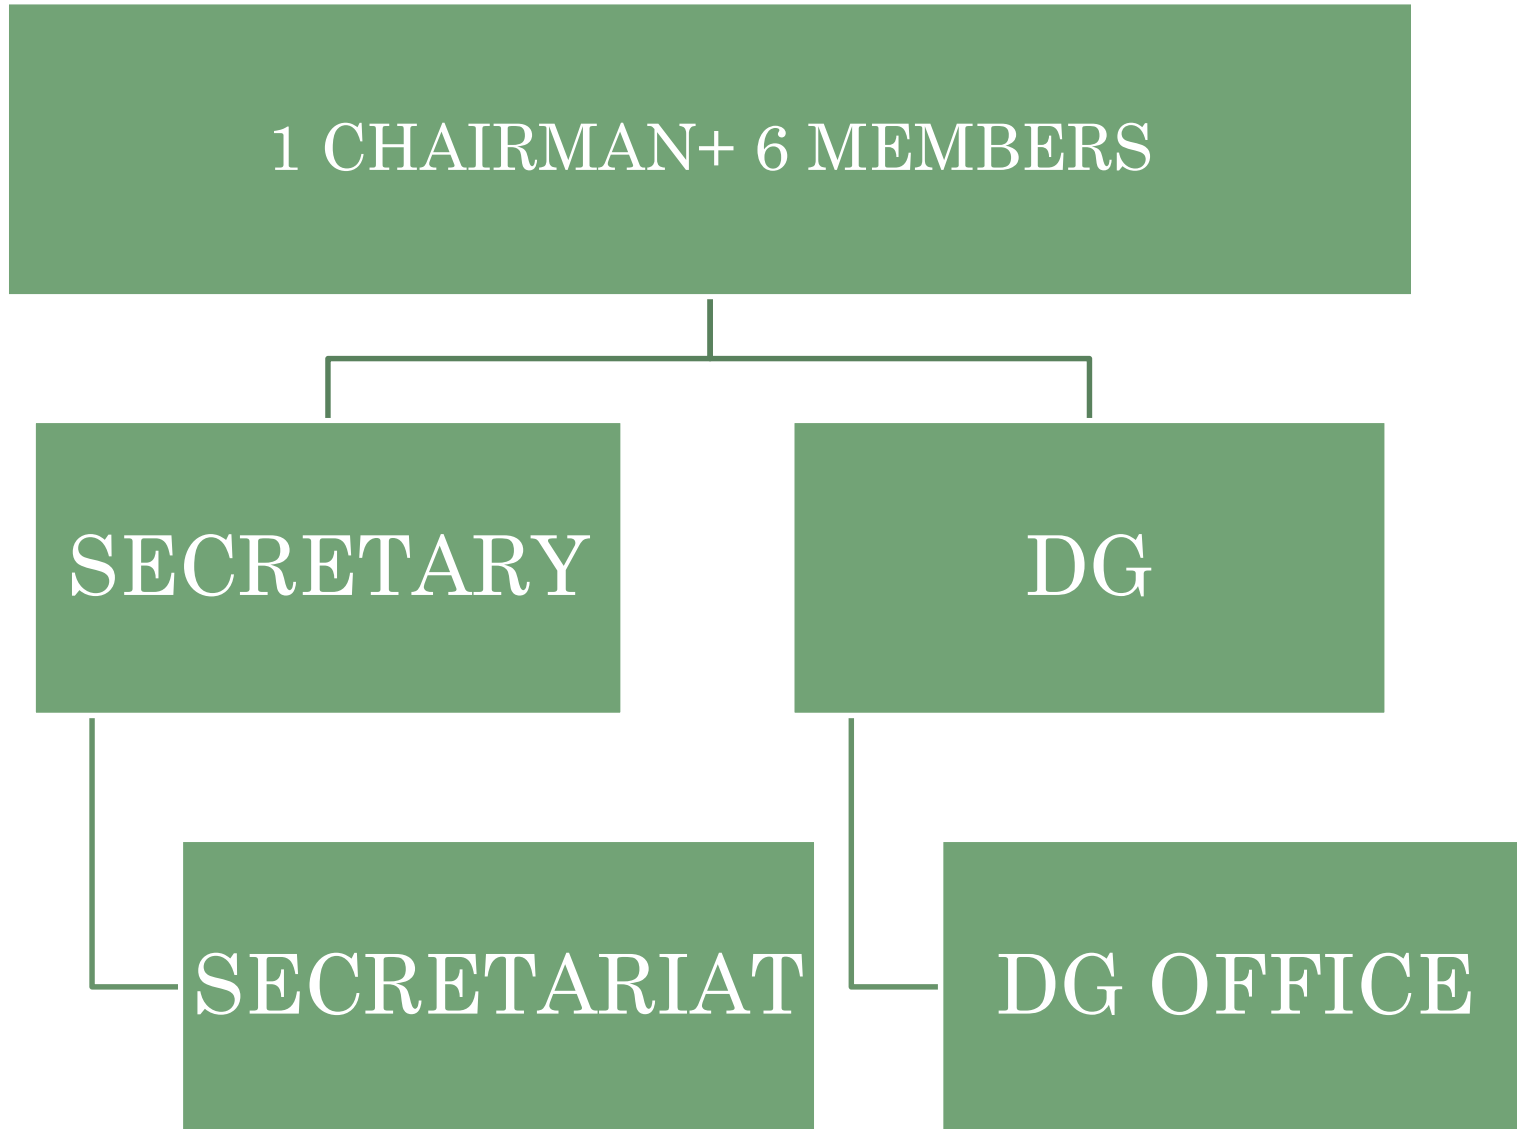 1 CHAIRMAN+ 6 MEMBERS
SECRETARY
DG
SECRETARIAT
DG OFFICE